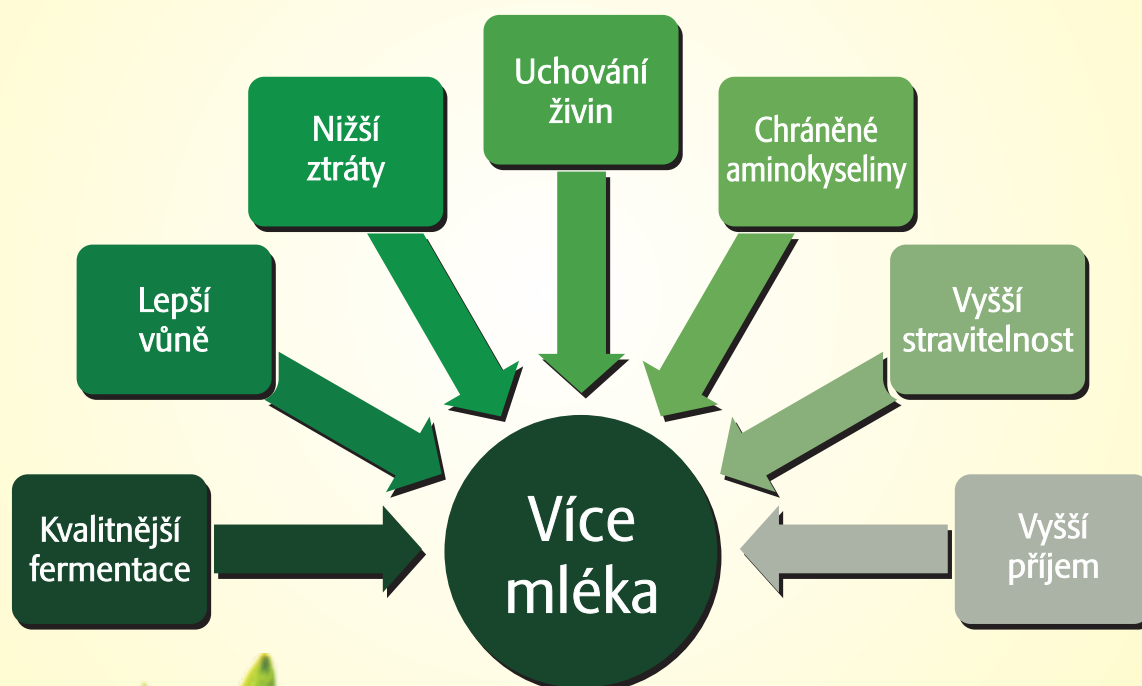 Uchování
živin
Nižší
ztráty
Chráněné
aminokyseliny
Lepší
vůně
Vyšší
stravitelnost
Kvalitnější
fermentace
Více
mléka
Vyšší
příjem